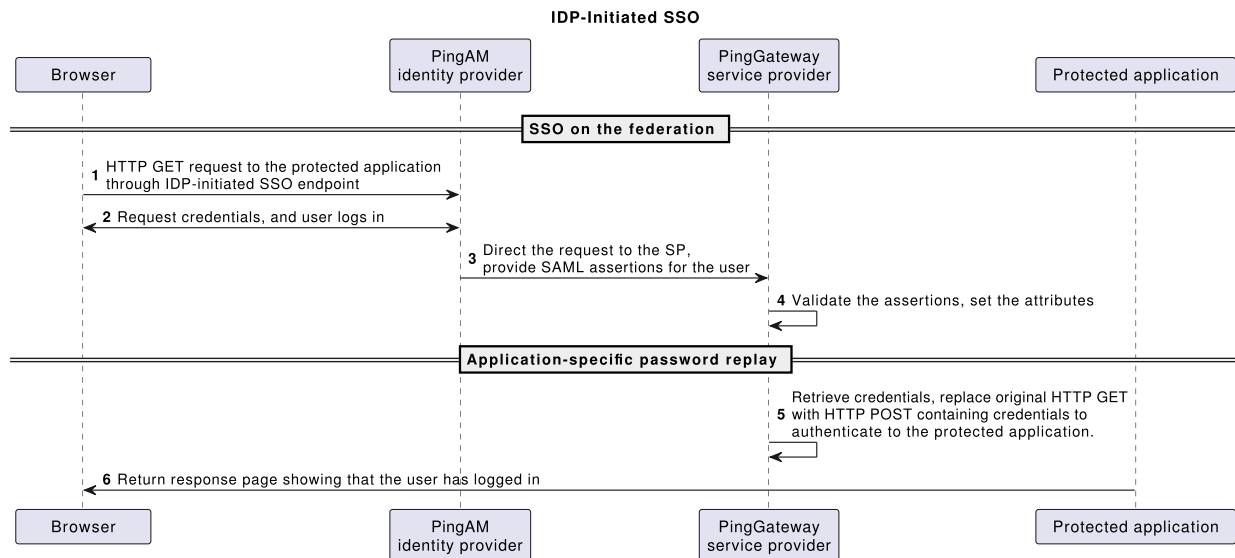 IDP-Initiated SSO
Browser
PingAM
identity provider
PingGateway
service provider
Protected application
SSO on the federation
1 HTTP GET request to the protected application
through IDP-initiated SSO endpoint
2 Request credentials, and user logs in
3 Direct the request to the SP,
provide SAML assertions for the user
4 Validate the assertions, set the attributes
Application-specific password replay
Retrieve credentials, replace original HTTP GET
5 with HTTP POST containing credentials to
authenticate to the protected application.
6 Return response page showing that the user has logged in
Browser
PingAM
identity provider
PingGateway
service provider
Protected application